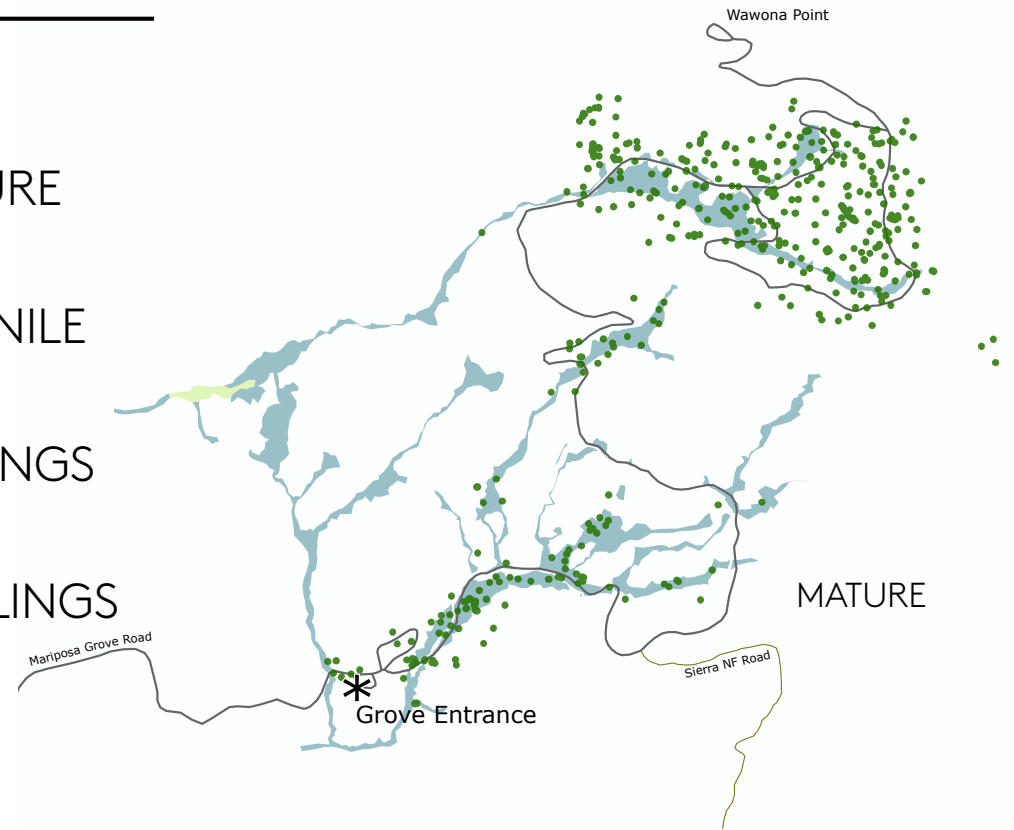 Wawona Point
URE
NILE
NGS
LINGS
MATURE
Mariposa Grove Road
Sierra NF Road
Grove Entrance